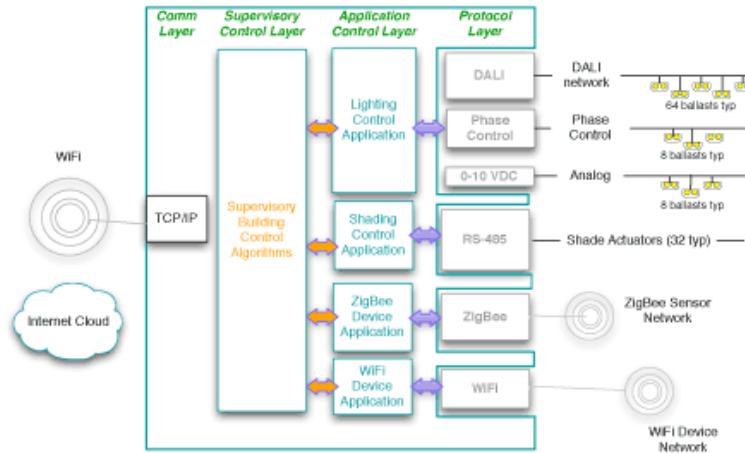 Comm Layer
Supervisory Control Layer
Application Control Layer
Protocol Layer
DALI
DALI network
64 ballasts typ
Lighting Control Application
Phase Control
Phase Control
8 ballasts typ
0-10 VDC
Analog
8 ballasts typ
WiFi
TCP/IP
Supervisory Building Control Algorithms
Shading Control Application
RS-485
Shade Actuators (32 typ)
Internet Cloud
ZigBee Device Application
ZigBee
ZigBee Sensor Network
WiFi Device Application
WiFi
WiFi Device Network